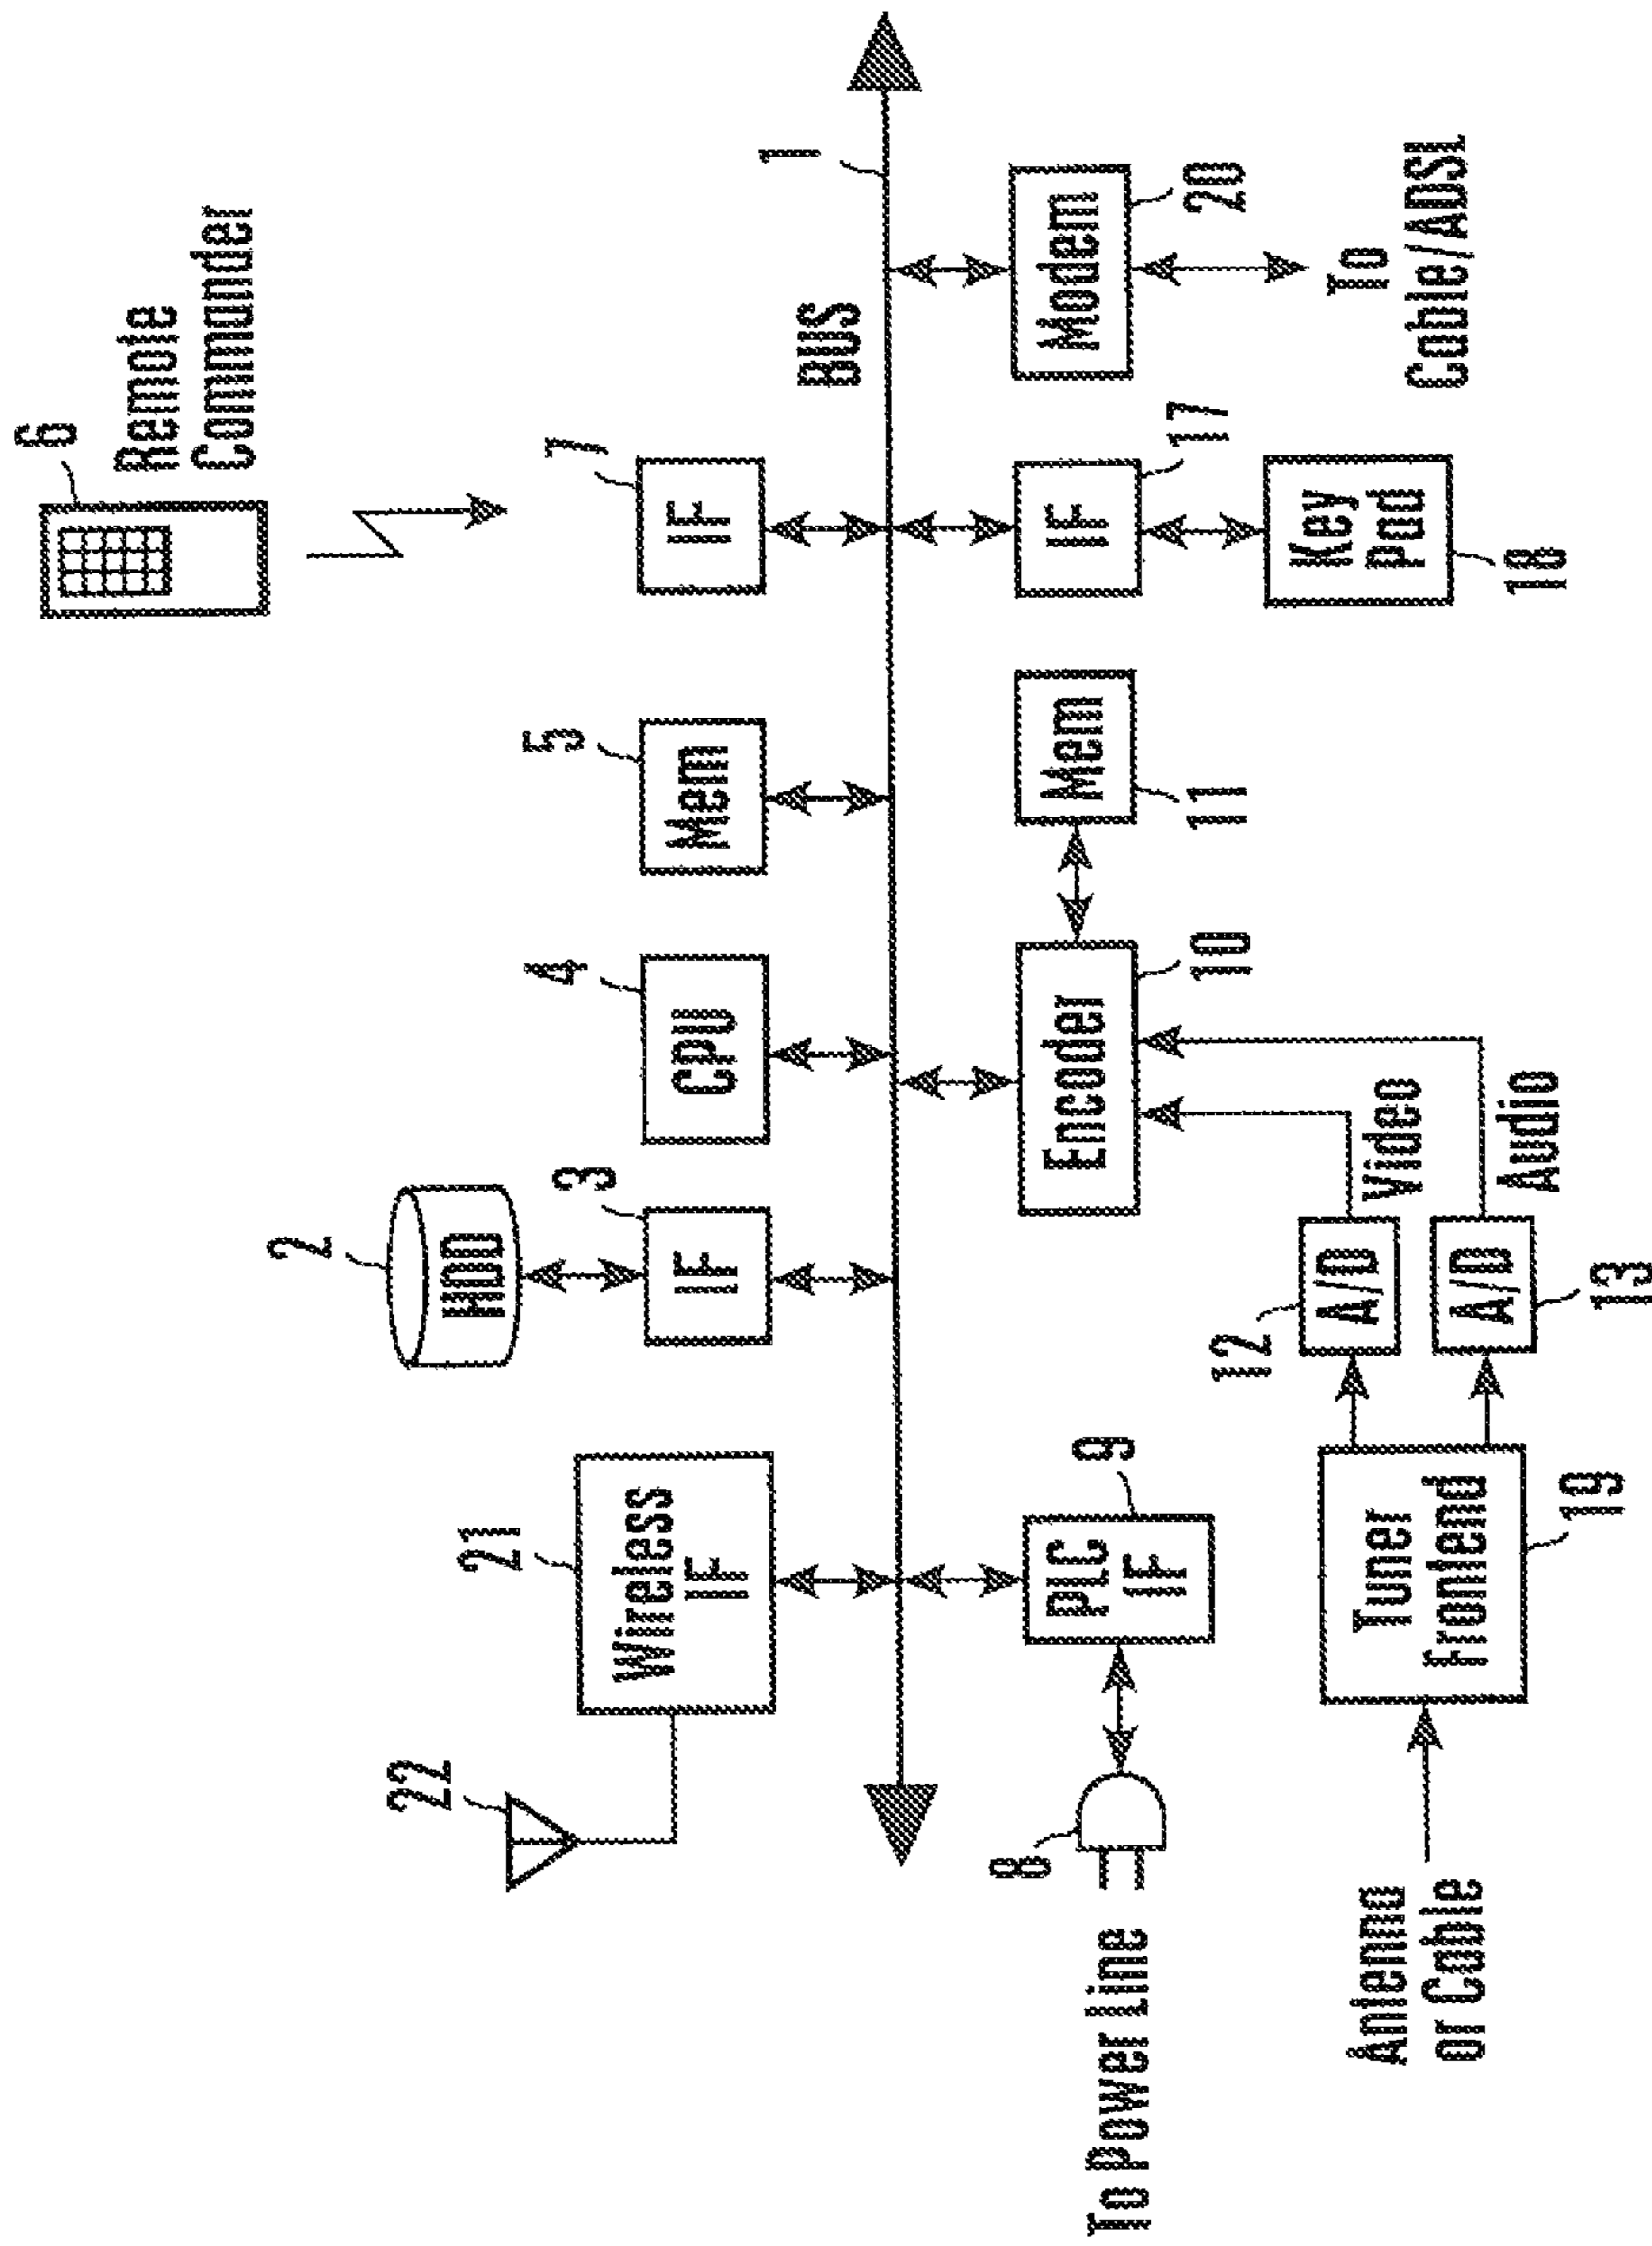 6
Remote
Commander
22
21
Wireless
IF
2
HDD
3
IF
4
CPU
5
Mem
7
IF
BUS
1
To Power Line
8
PLC
IF
9
Encoder
10
Mem
11
IF
17
Key
Pad
18
Modem
20
To
Cable/ADSL
Antenna
or Cable
Tuner
Frontend
19
12
A/D
Video
A/D
13
Audio